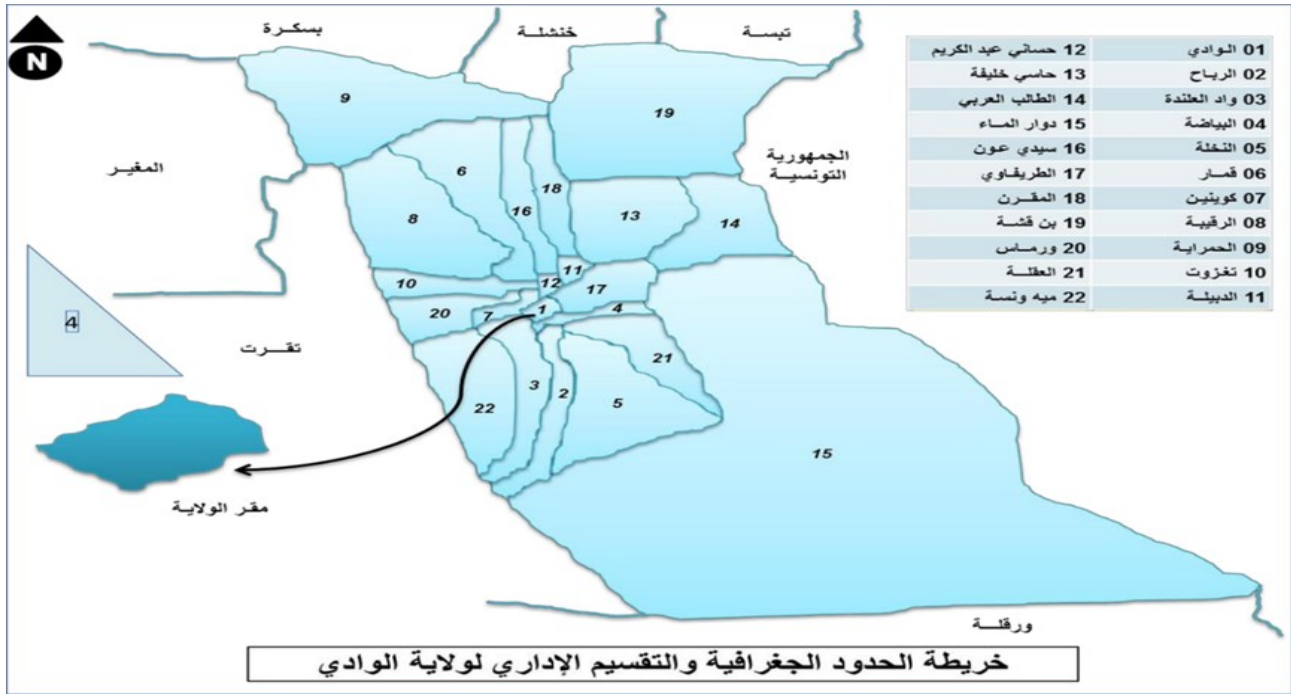 بسكرة
خنشلة
تبسة
N
01 الوادي
12 حساني عبد الكريم
02 الرباح
13 حاسي خليفة
03 واد العلندة
14 الطالب العربي
04 البياضة
15 دوار الماء
05 النخلة
16 سيدي عون
06 قمار
17 الطريفاوي
07 كوينين
18 المقرن
08 الرقيبة
19 بن قشة
09 الحمراية
20 ورماس
10 تغزوت
21 العقلة
11 الدبيلة
22 ميه ونسة
9
19
المغير
الجمهورية
التونسية
6
18
16
8
13
14
11
10
12
17
20
7
1
4
4
تقرت
21
3
2
5
22
15
مقر الولاية
ورقلة
خريطة الحدود الجغرافية والتقسيم الإداري لولاية الوادي